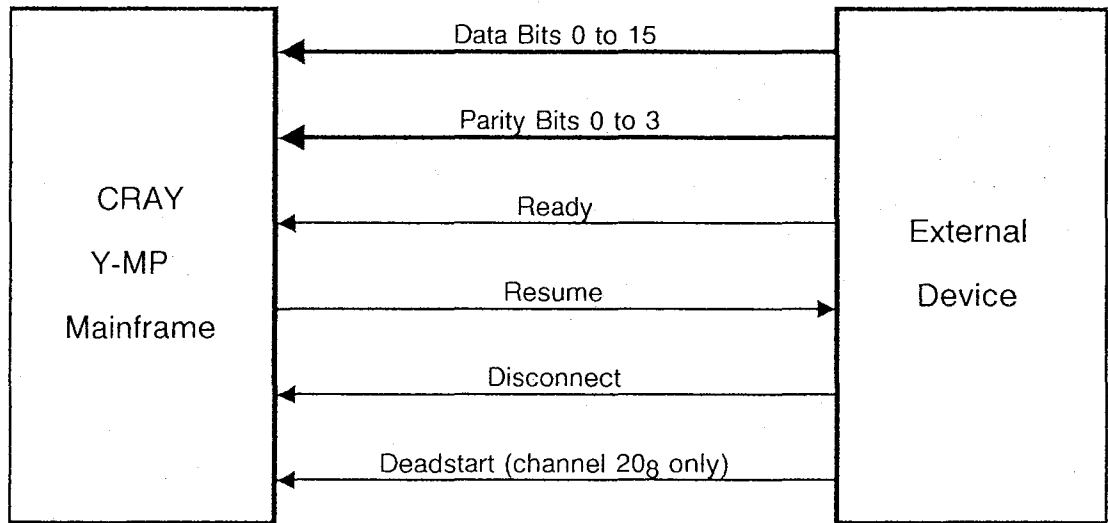 CRAY
Y-MP
Mainframe
Data Bits 0 to 15
Parity Bits 0 to 3
Ready
Resume
Disconnect
Deadstart (channel 20₈ only)
External
Device